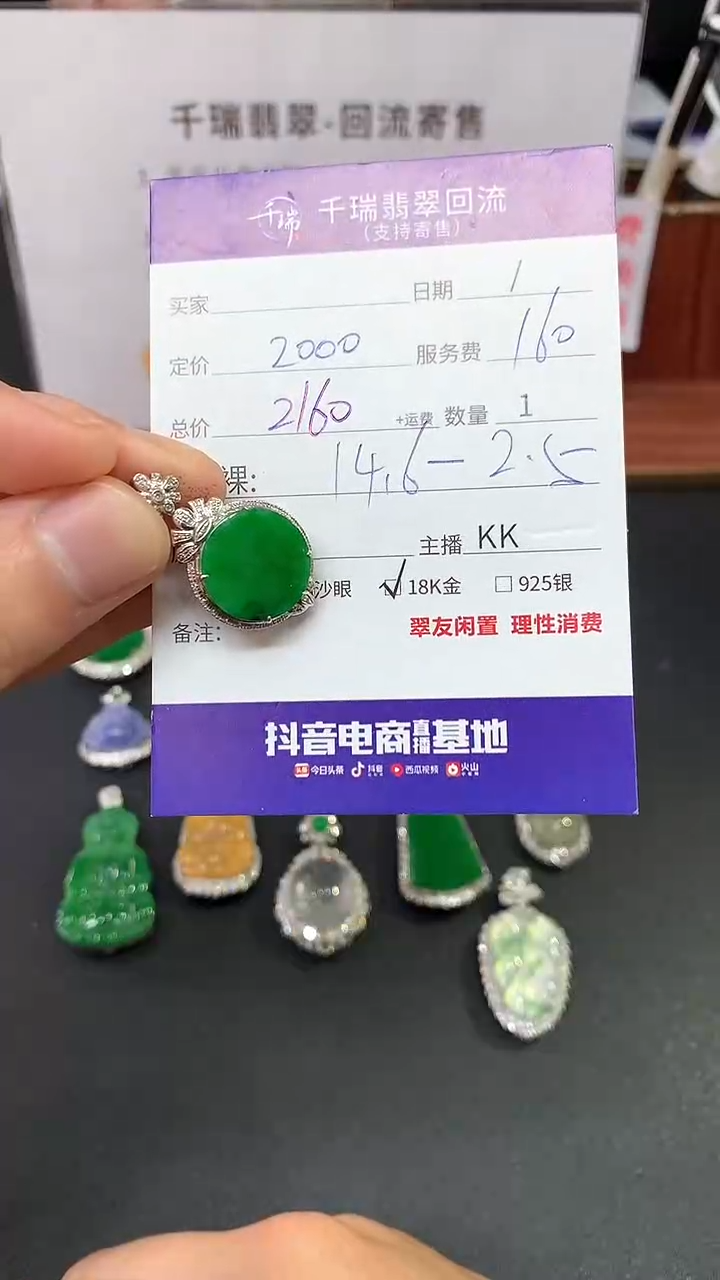 千瑞翡翠-回流寄售
千瑞 千瑞翡翠回流
(支持寄售)
买家 日期 1
定价 2000 服务费 160
总价 2160 +运费 数量 1
裸: 14.6-2.5
主播 KK
沙眼 18K金 925银
备注: 翠友闲置 理性消费
抖音电商直播基地
今日头条 抖音 西瓜视频 火山